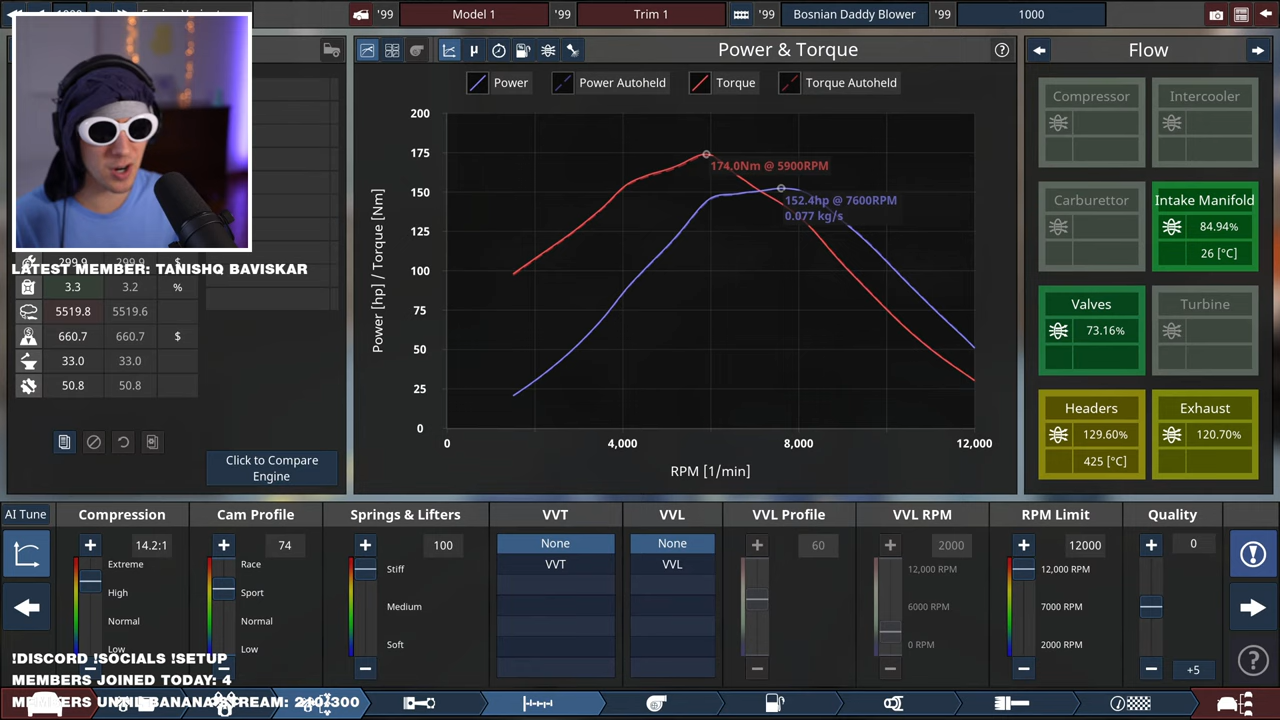 '99
Model 1
'99
Trim 1
'99
Bosnian Daddy Blower
'99
1000
Power & Torque
Flow
Power
Power Autoheld
Torque
Torque Autoheld
Compressor
Intercooler
200
175
150
125
100
75
50
25
0
Power [hp] / Torque [Nm]
174.0Nm @ 5900RPM
152.4hp @ 7600RPM
0.077 kg/s
0
4,000
8,000
12,000
RPM [1/min]
Carburettor
Intake Manifold
84.94%
26 [°C]
Valves
73.16%
Turbine
Headers
129.60%
425 [°C]
Exhaust
120.70%
299.9 299.9 $
LATEST MEMBER: TANISHQ BAVISKAR
3.3 3.2 %
5519.8 5519.6
660.7 660.7 $
33.0 33.0
50.8 50.8
Click to Compare
Engine
AI Tune
Compression
14.2:1
Extreme
High
Normal
Low
Cam Profile
74
Race
Sport
Normal
Low
Springs & Lifters
100
Stiff
Medium
Soft
VVT
None
VVT
VVL
None
VVL
VVL Profile
60
VVL RPM
2000
12,000 RPM
6000 RPM
0 RPM
RPM Limit
12000
12,000 RPM
7000 RPM
2000 RPM
Quality
0
+5
!DISCORD !SOCIALS !SETUP
MEMBERS JOINED TODAY: 4